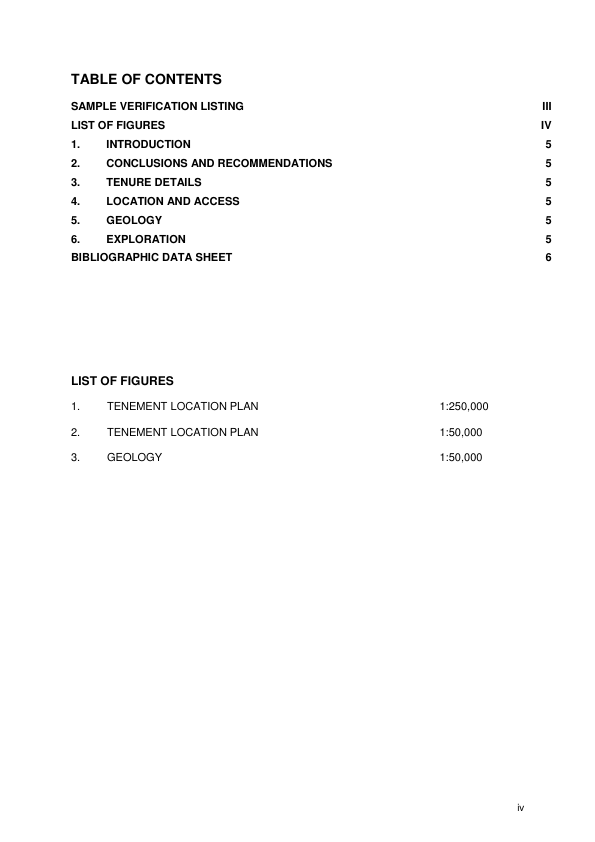 TABLE OF CONTENTS
SAMPLE VERIFICATION LISTING III
LIST OF FIGURES IV
1. INTRODUCTION 5
2. CONCLUSIONS AND RECOMMENDATIONS 5
3. TENURE DETAILS 5
4. LOCATION AND ACCESS 5
5. GEOLOGY 5
6. EXPLORATION 5
BIBLIOGRAPHIC DATA SHEET 6
LIST OF FIGURES
1. TENEMENT LOCATION PLAN 1:250,000
2. TENEMENT LOCATION PLAN 1:50,000
3. GEOLOGY 1:50,000
iv